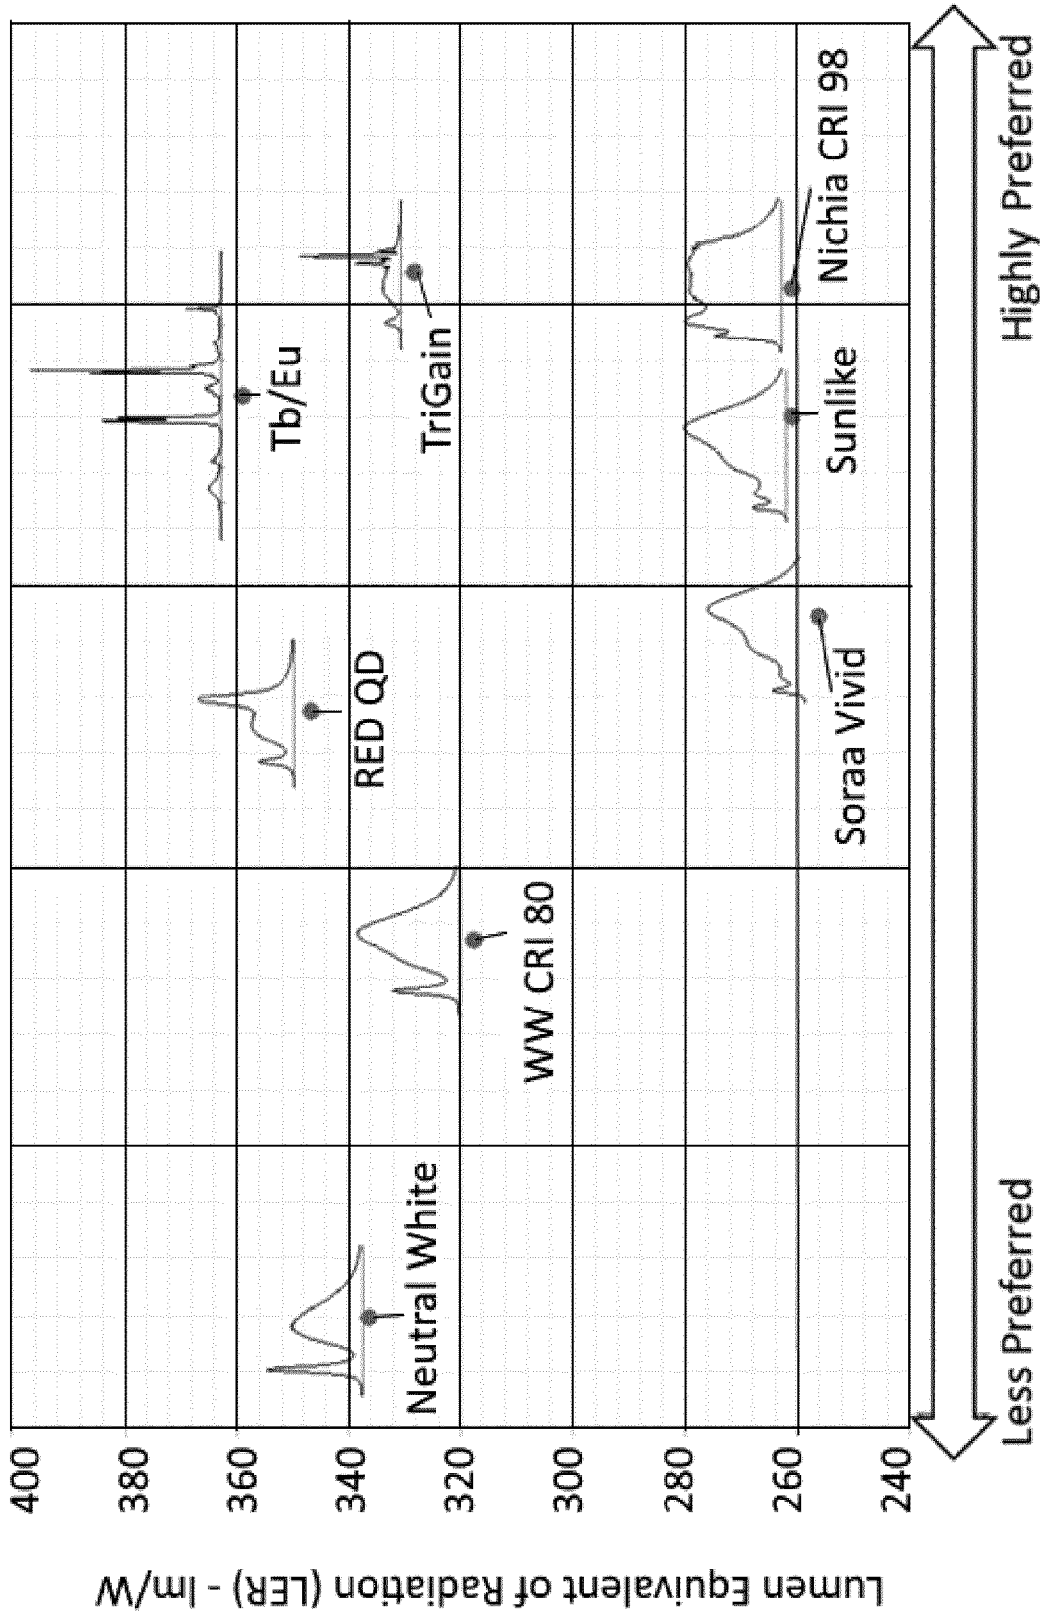 Lumen Equivalent of Radiation (LER) - lm/W
400
380
360
340
320
300
280
260
240
Neutral White
WW CRI 80
RED QD
Tb/Eu
TriGain
Soraa Vivid
Sunlike
Nichia CRI 98
Less Preferred
Highly Preferred